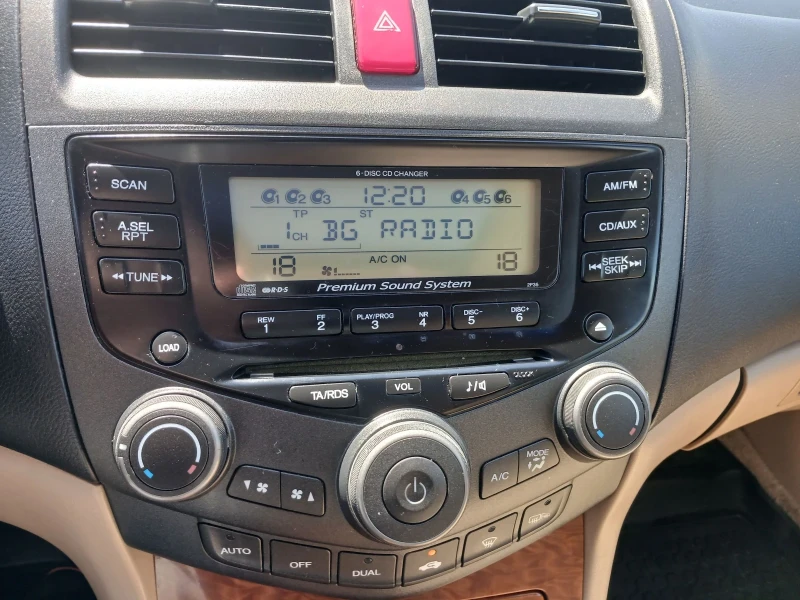 6-DISC CD CHANGER
SCAN
AM/FM
1 2 3 12:20 4 5 6
TP ST
A.SEL
RPT
1CH BG RADIO
CD/AUX
A/C ON
◄◄ TUNE ►►
18 18
|◄◄ SEEK
SKIP ►►|
R·D·S
Premium Sound System
2F36
REW
1
FF
2
PLAY/PROG
3
NR
4
DISC-
5
DISC+
6
LOAD
TA/RDS
VOL
A/C
MODE
AUTO
OFF
DUAL